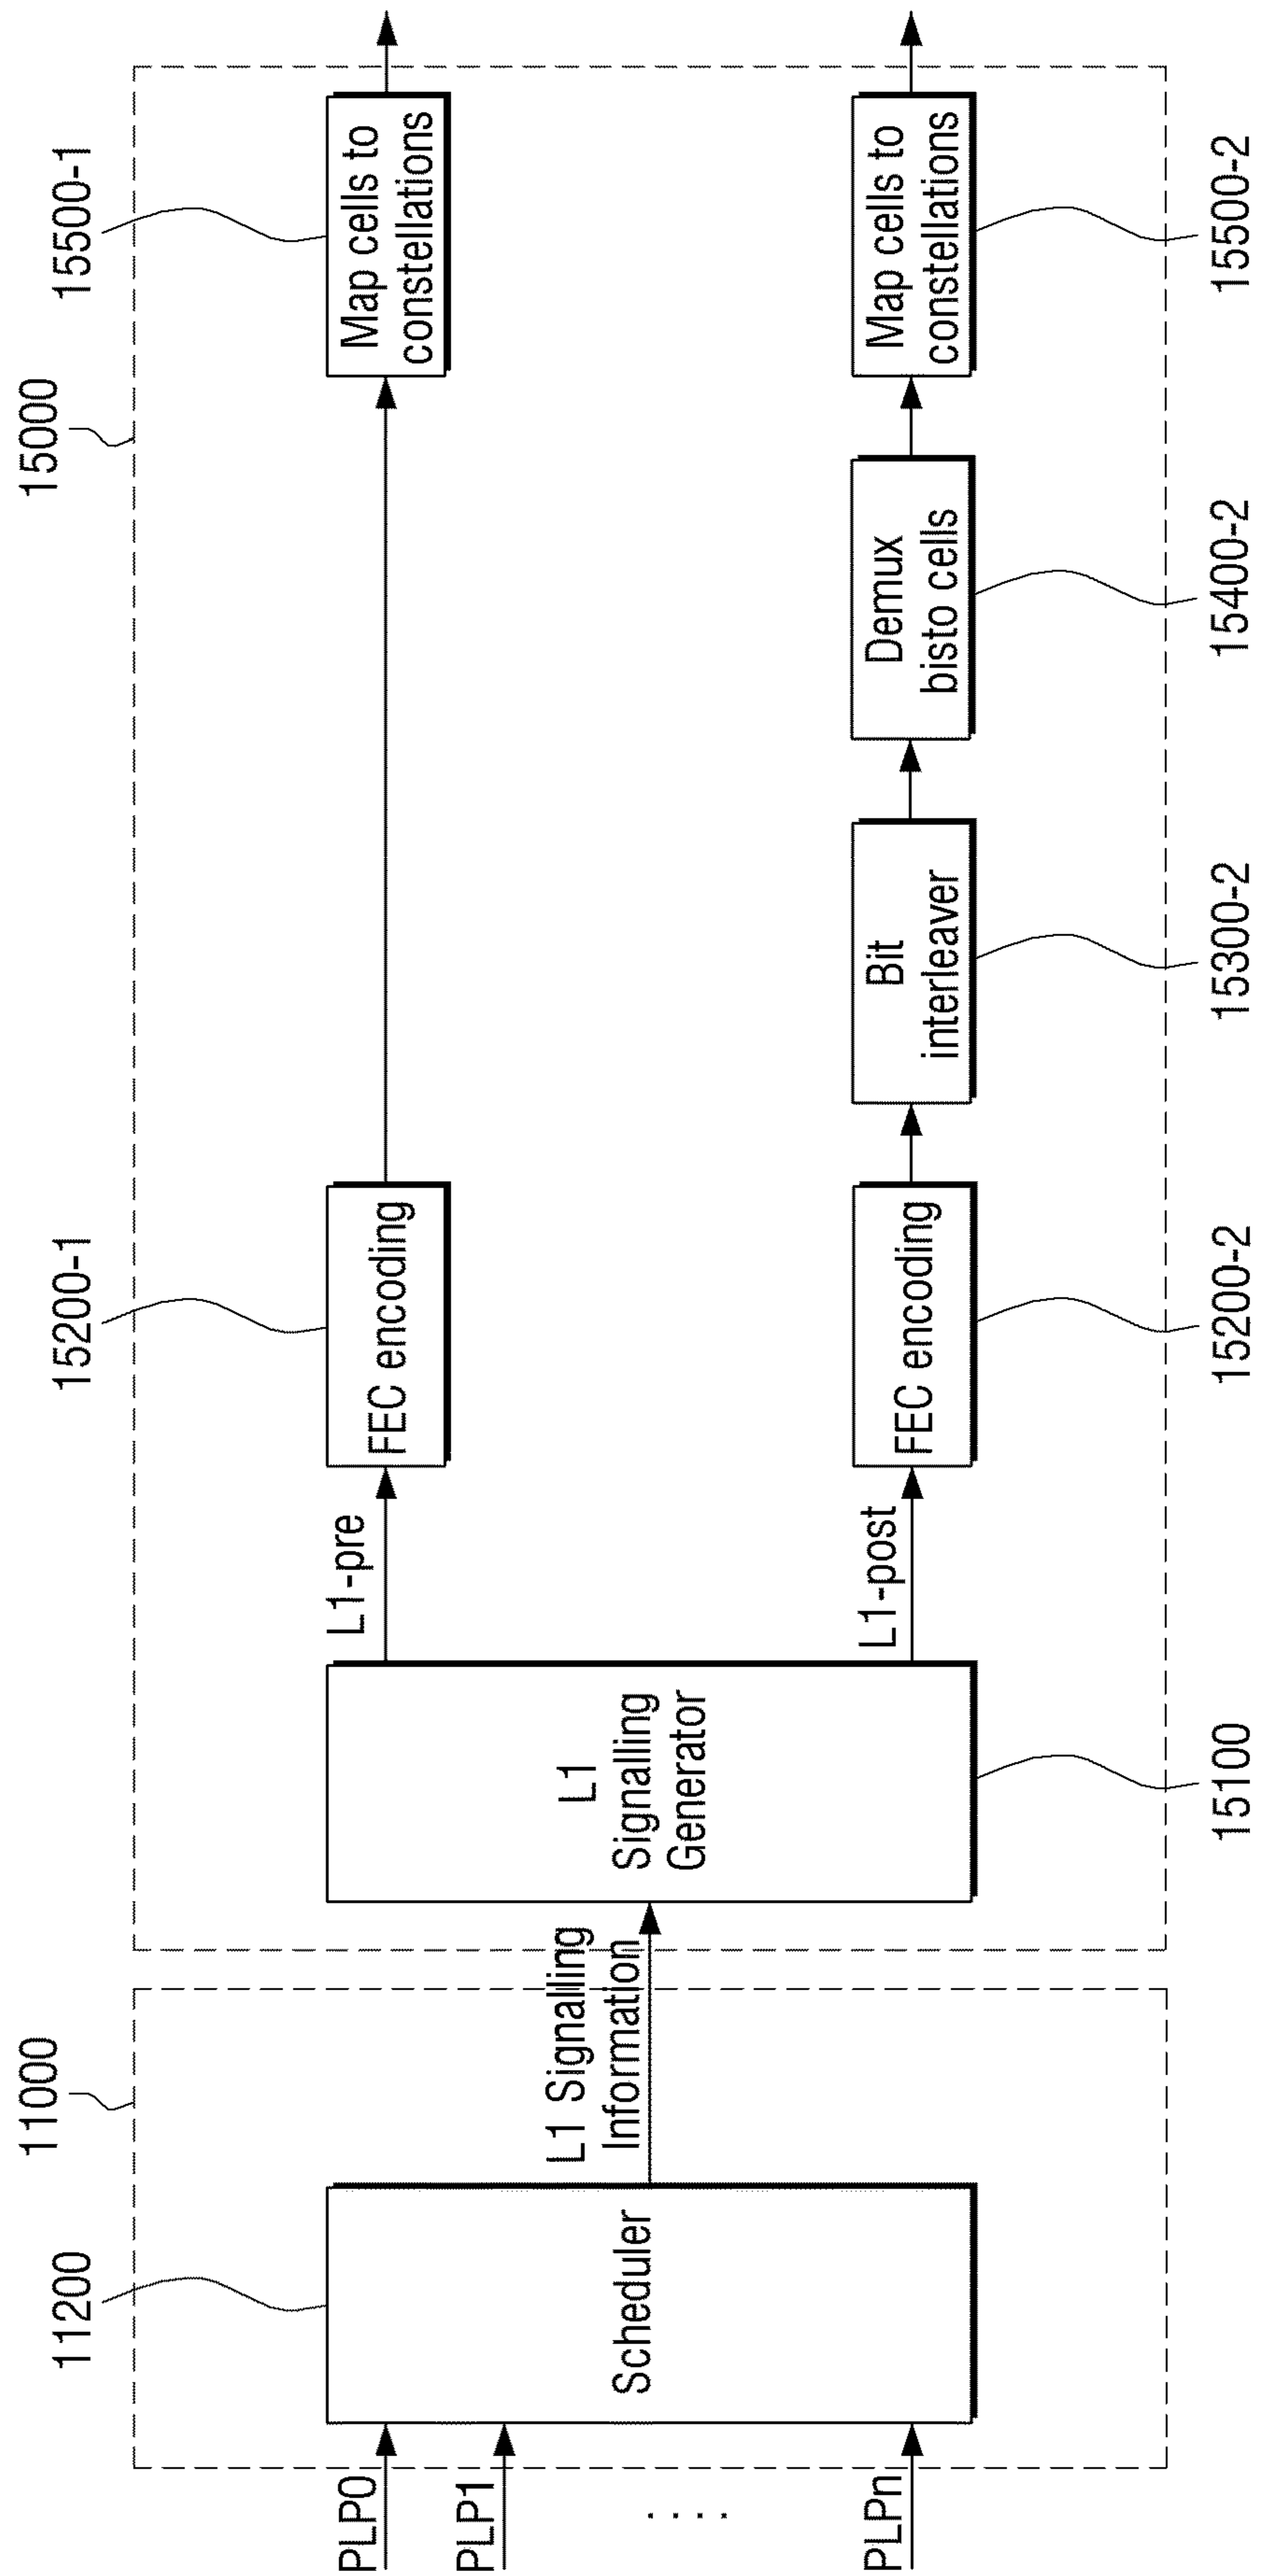 11000
15000
11200
15200-1
15500-1
PLP0
PLP1
. . . .
PLPn
Scheduler
L1 Signalling
Information
L1
Signalling
Generator
L1-pre
FEC encoding
Map cells to
constellations
L1-post
FEC encoding
Bit
interleaver
Demux
bisto cells
Map cells to
constellations
15100
15200-2
15300-2
15400-2
15500-2